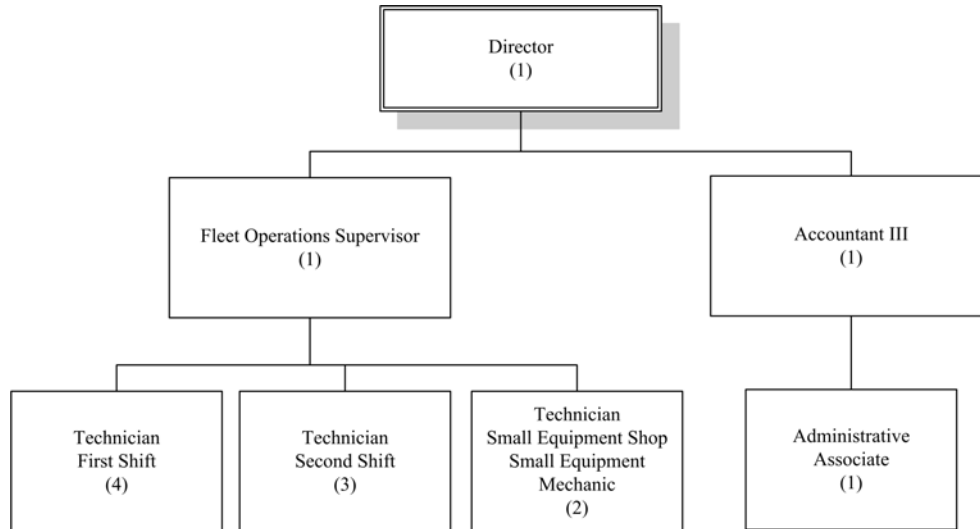 Director
(1)
Fleet Operations Supervisor
(1)
Accountant III
(1)
Technician
First Shift
(4)
Technician
Second Shift
(3)
Technician
Small Equipment Shop
Small Equipment
Mechanic
(2)
Administrative
Associate
(1)